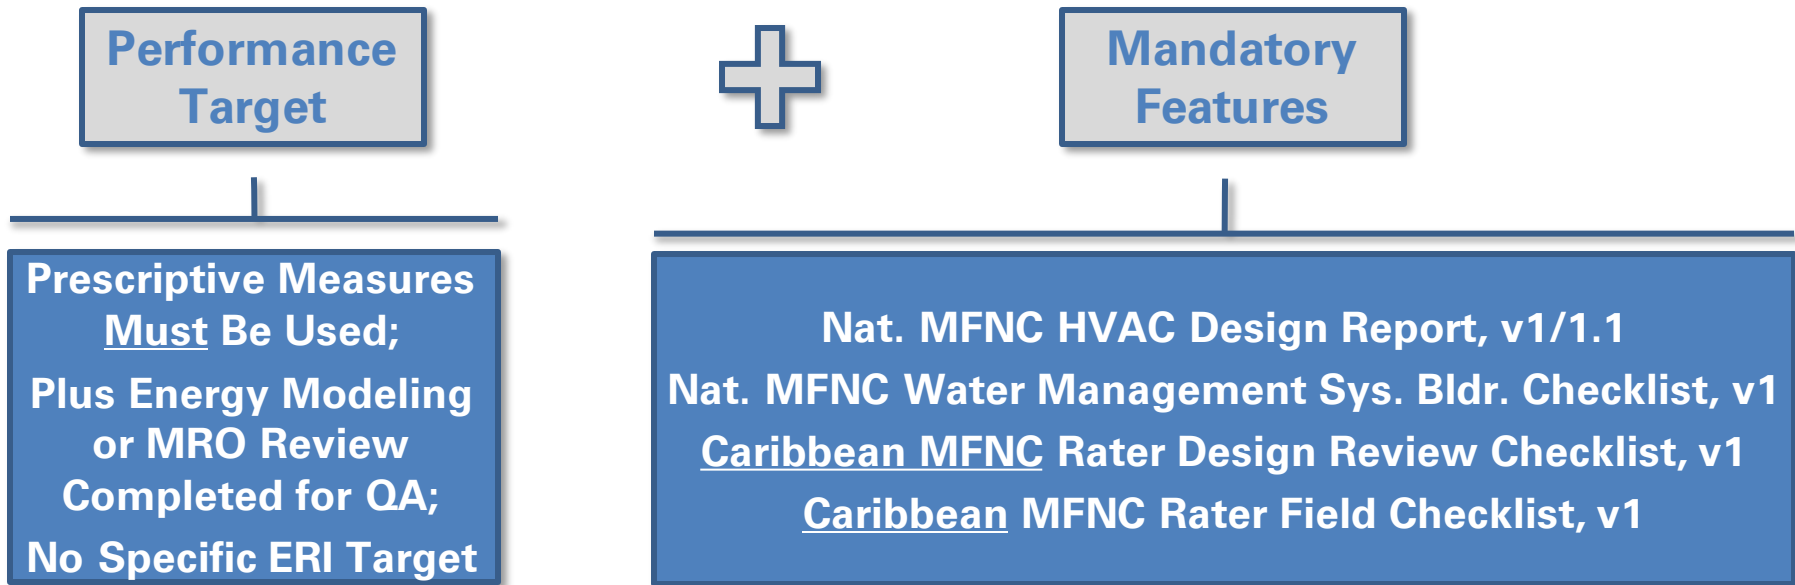 Performance
Target
Mandatory
Features
Prescriptive Measures
Must Be Used;
Plus Energy Modeling
or MRO Review
Completed for QA;
No Specific ERI Target
Nat. MFNC HVAC Design Report, v1/1.1
Nat. MFNC Water Management Sys. Bldr. Checklist, v1
Caribbean MFNC Rater Design Review Checklist, v1
Caribbean MFNC Rater Field Checklist, v1